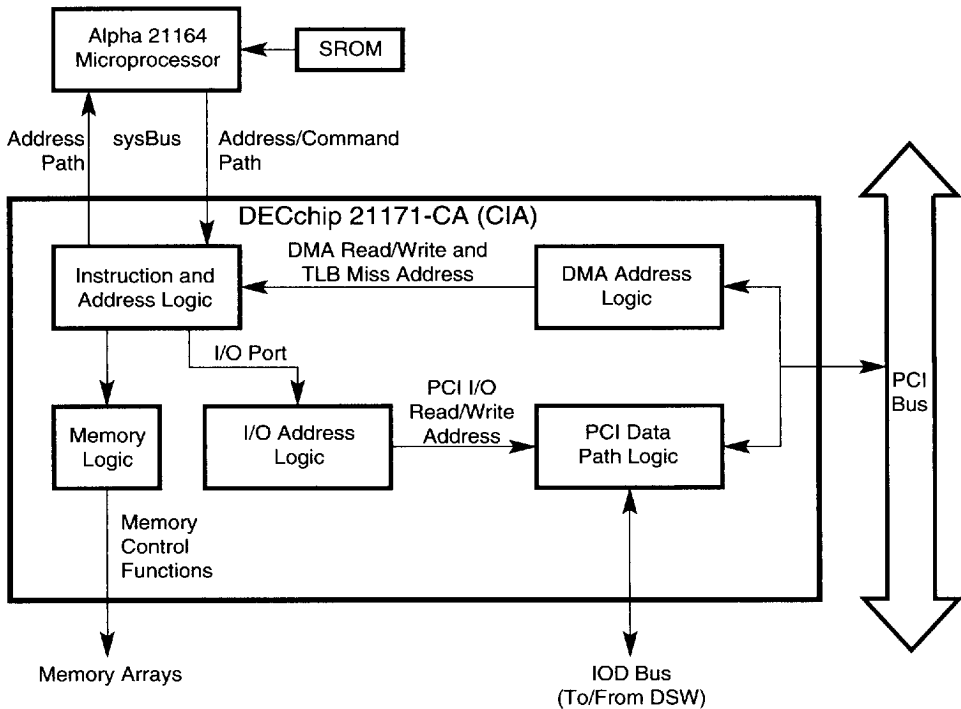 Alpha 21164
Microprocessor
SROM
Address
Path
sysBus
Address/Command
Path
DECchip 21171-CA (CIA)
Instruction and
Address Logic
DMA Read/Write and
TLB Miss Address
DMA Address
Logic
I/O Port
PCI
Bus
Memory
Logic
I/O Address
Logic
PCI I/O
Read/Write
Address
PCI Data
Path Logic
Memory
Control
Functions
Memory Arrays
IOD Bus
(To/From DSW)